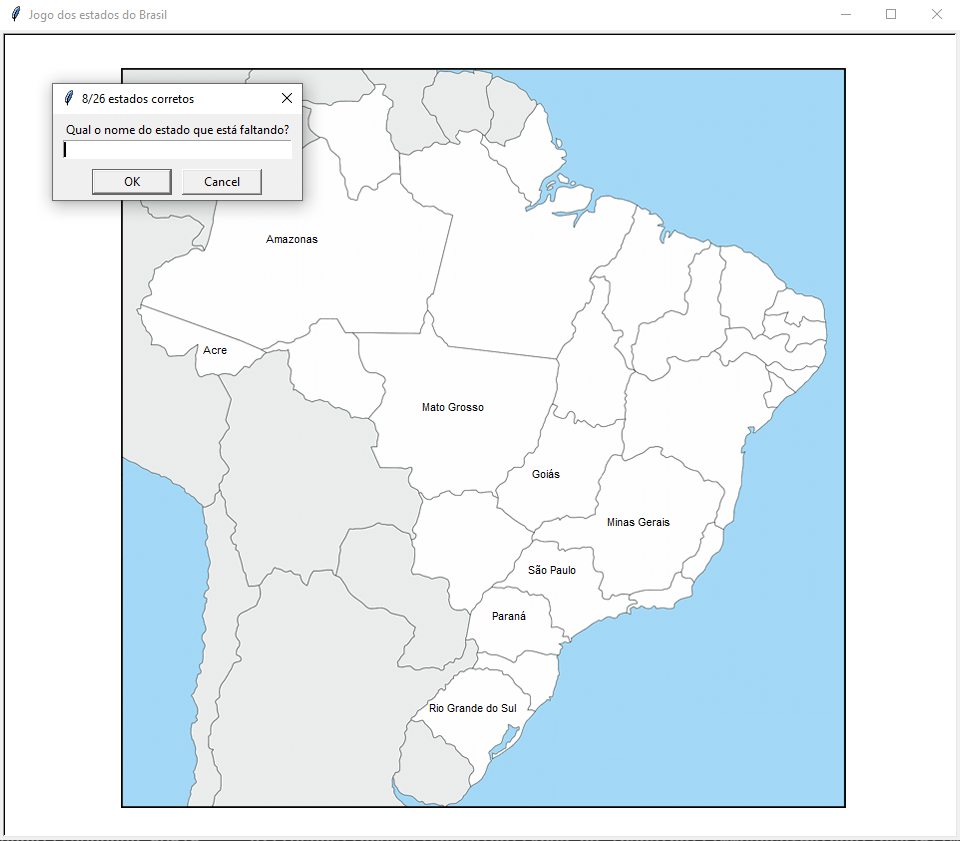 Jogo dos estados do Brasil
8/26 estados corretos
Qual o nome do estado que está faltando?
OK Cancel
Amazonas
Acre
Mato Grosso
Goiás
Minas Gerais
São Paulo
Paraná
Rio Grande do Sul